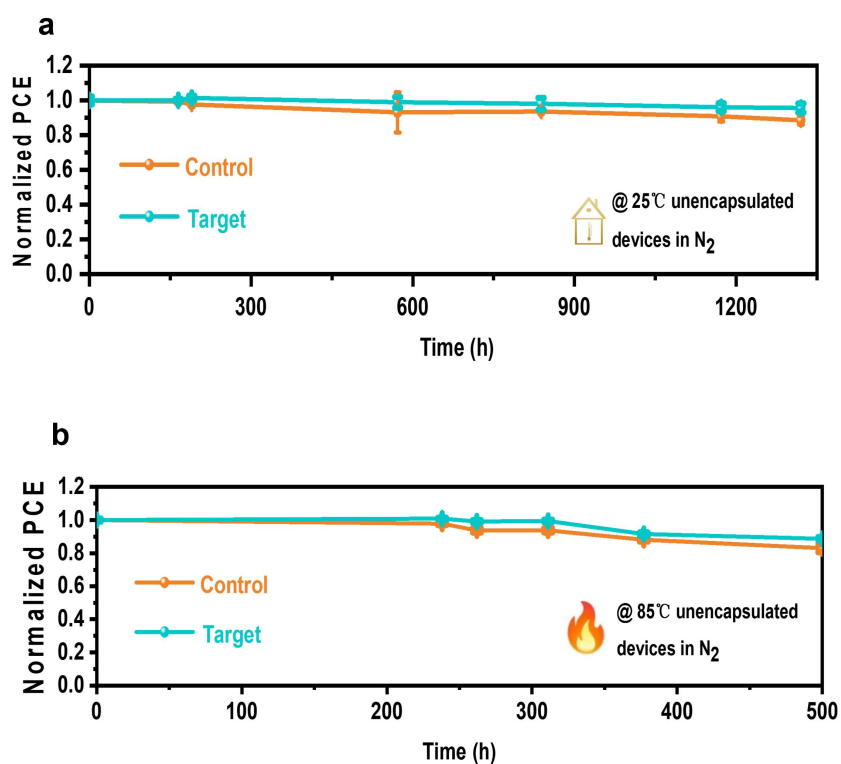 a
Normalized PCE
1.2
1.0
0.8
0.6
0.4
0.2
0.0
Control
Target
@ 25℃ unencapsulated
devices in N₂
0 300 600 900 1200
Time (h)
b
Normalized PCE
1.2
1.0
0.8
0.6
0.4
0.2
0.0
Control
Target
@ 85℃ unencapsulated
devices in N₂
0 100 200 300 400 500
Time (h)